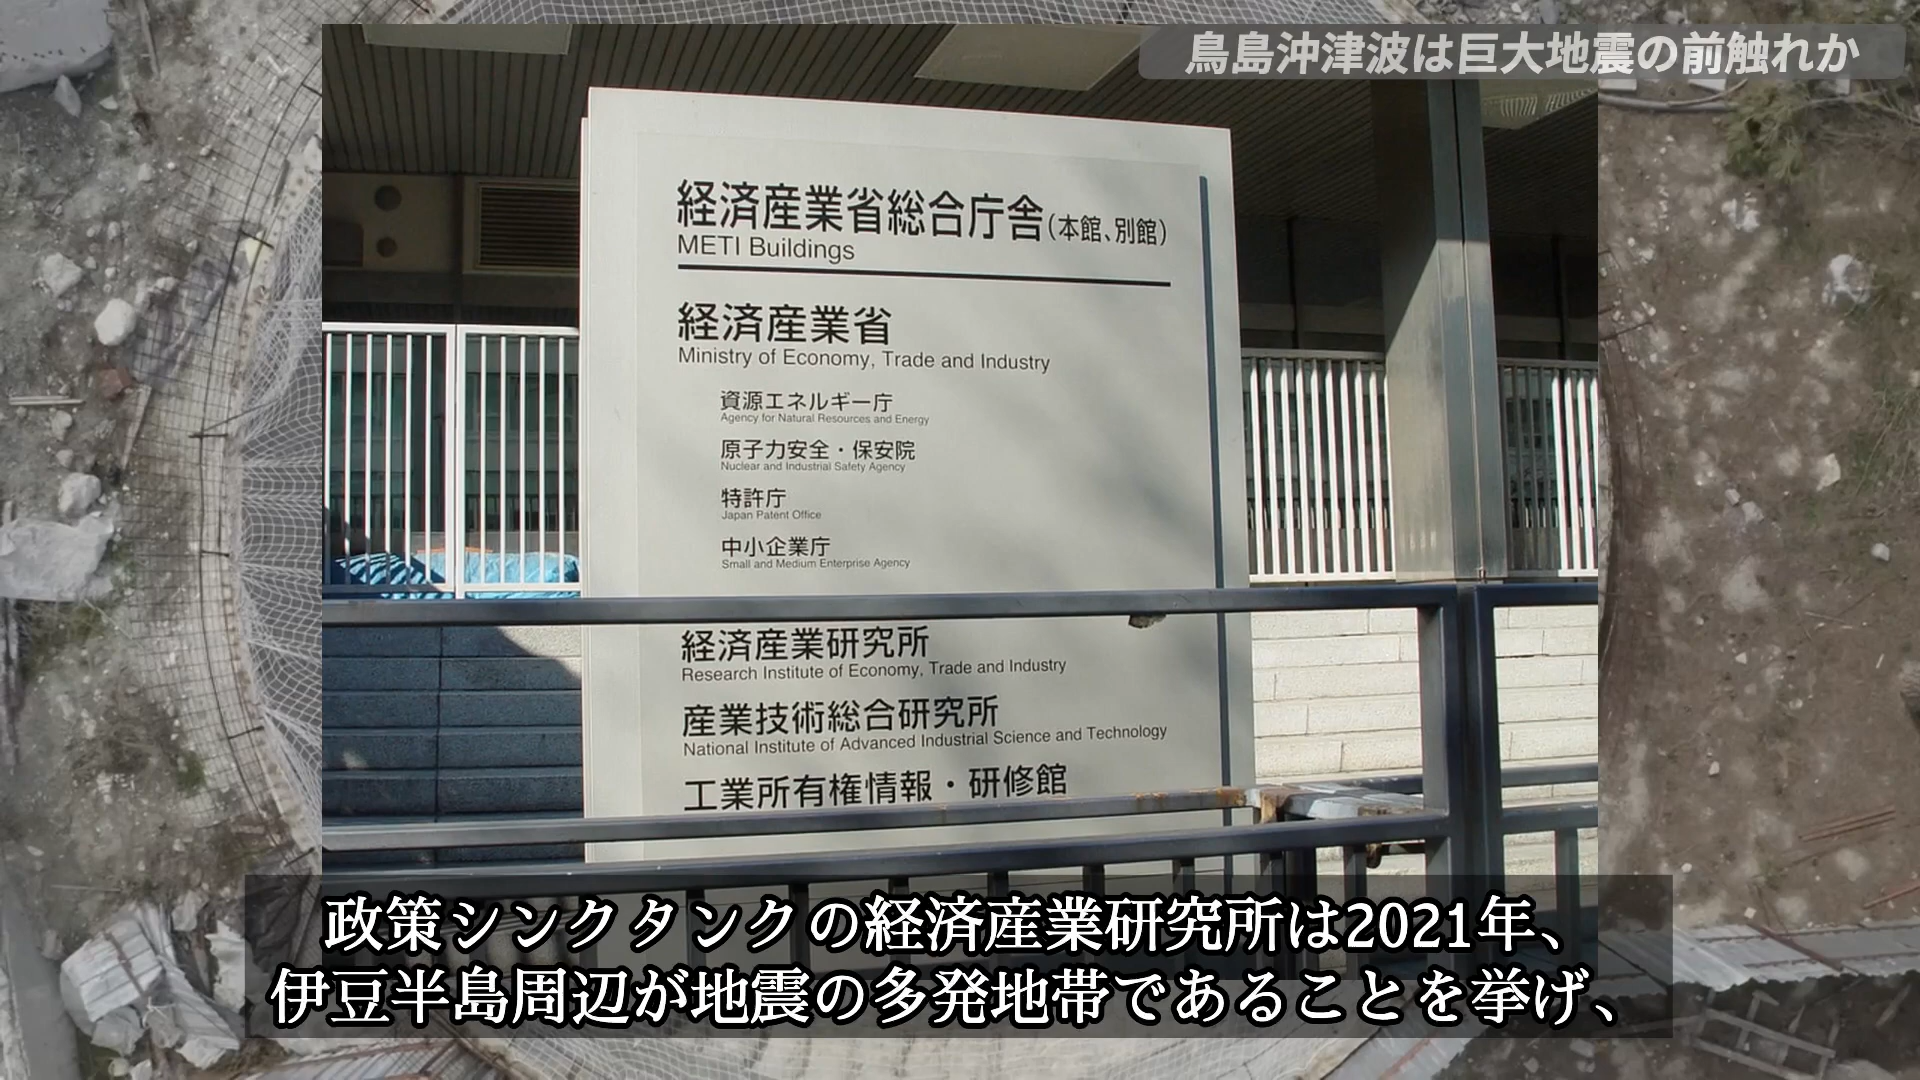 鳥島沖津波は巨大地震の前触れか
経済産業省総合庁舎(本館、別館)
METI Buildings
経済産業省
Ministry of Economy, Trade and Industry
資源エネルギー庁
Agency for Natural Resources and Energy
原子力安全・保安院
Nuclear and Industrial Safety Agency
特許庁
Japan Patent Office
中小企業庁
Small and Medium Enterprise Agency
経済産業研究所
Research Institute of Economy, Trade and Industry
産業技術総合研究所
National Institute of Advanced Industrial Science and Technology
工業所有権情報・研修館
政策シンクタンクの経済産業研究所は2021年、
伊豆半島周辺が地震の多発地帯であることを挙げ、